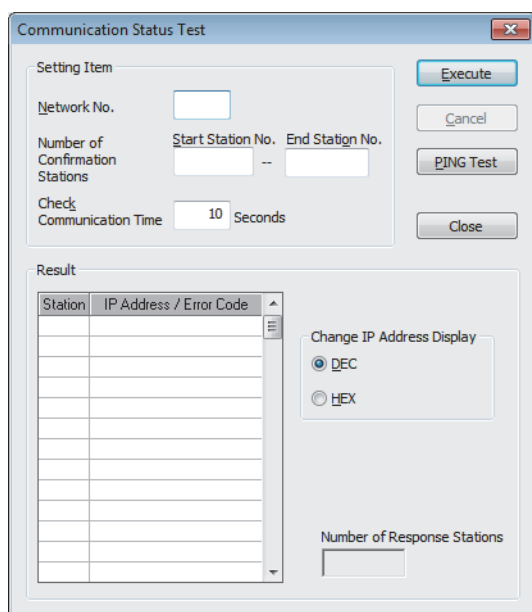 Communication Status Test
Setting Item
Execute
Network No.
Cancel
Number of
Confirmation
Stations
Start Station No. End Station No.
--
PING Test
Check
Communication Time
10 Seconds
Close
Result
Station IP Address / Error Code
Change IP Address Display
DEC
HEX
Number of Response Stations